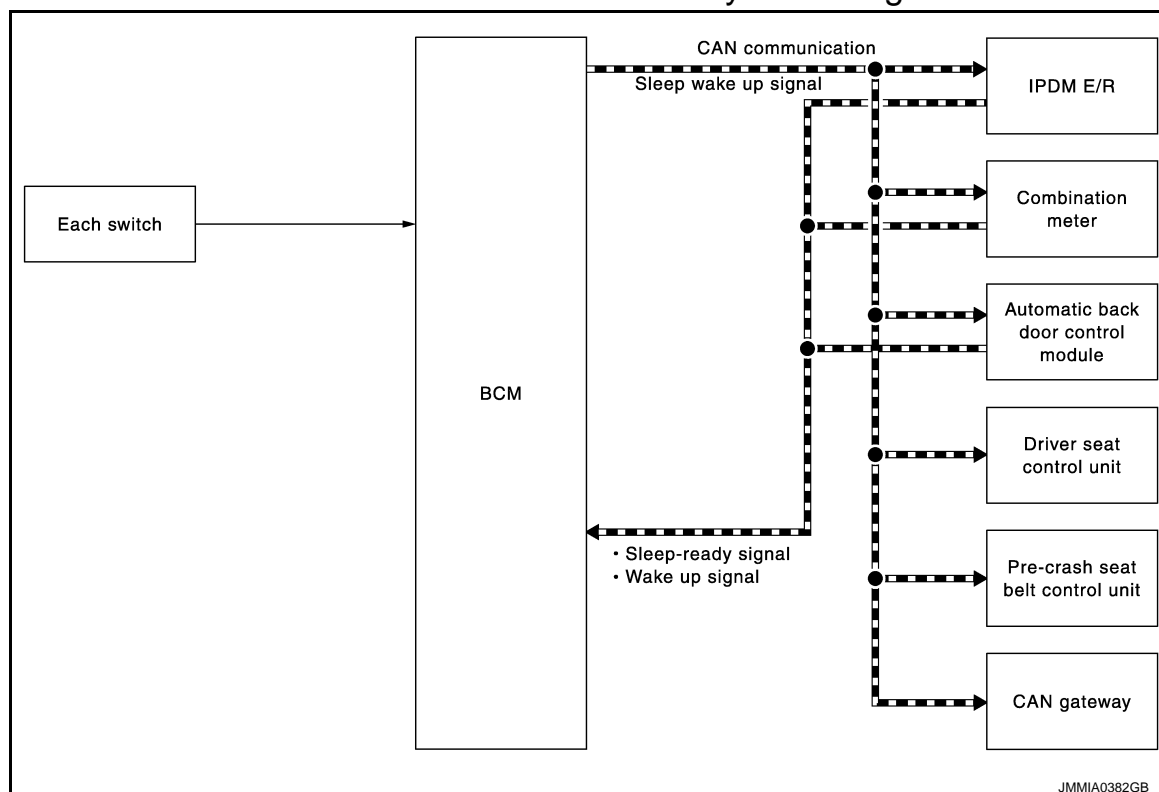 CAN communication
Sleep wake up signal
IPDM E/R
Each switch
Combination
meter
Automatic back
door control
module
BCM
Driver seat
control unit
• Sleep-ready signal
• Wake up signal
Pre-crash seat
belt control unit
CAN gateway
JMMIA0382GB